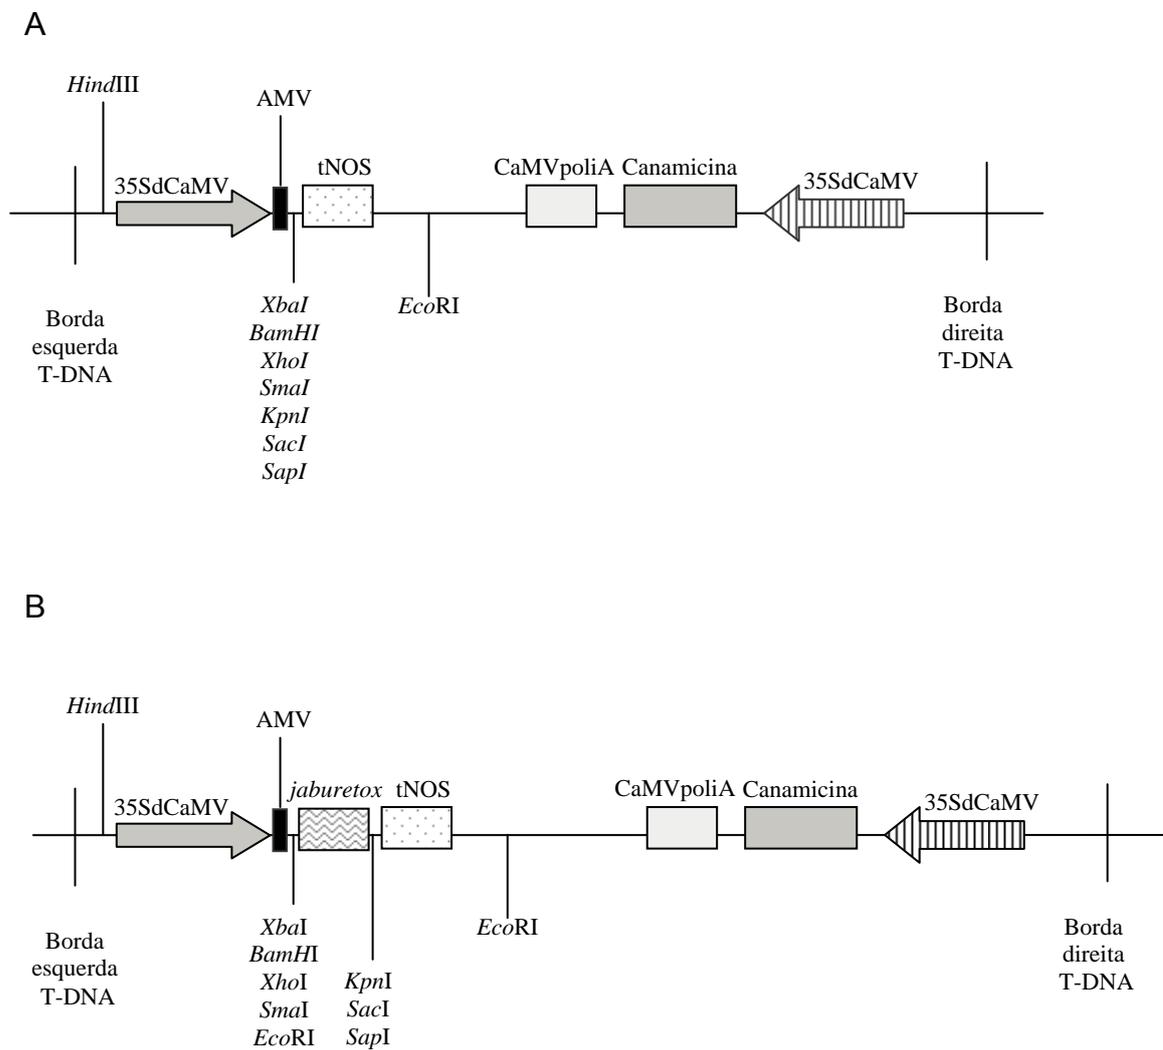 A
HindIII
AMV
35SdCaMV
tNOS
CaMVpoliA
Canamicina
35SdCaMV
Borda
esquerda
T-DNA
XbaI
BamHI
XhoI
SmaI
KpnI
SacI
SapI
EcoRI
Borda
direita
T-DNA
B
HindIII
AMV
35SdCaMV
jaburetox
tNOS
CaMVpoliA
Canamicina
35SdCaMV
Borda
esquerda
T-DNA
XbaI
BamHI
XhoI
SmaI
EcoRI
KpnI
SacI
SapI
EcoRI
Borda
direita
T-DNA